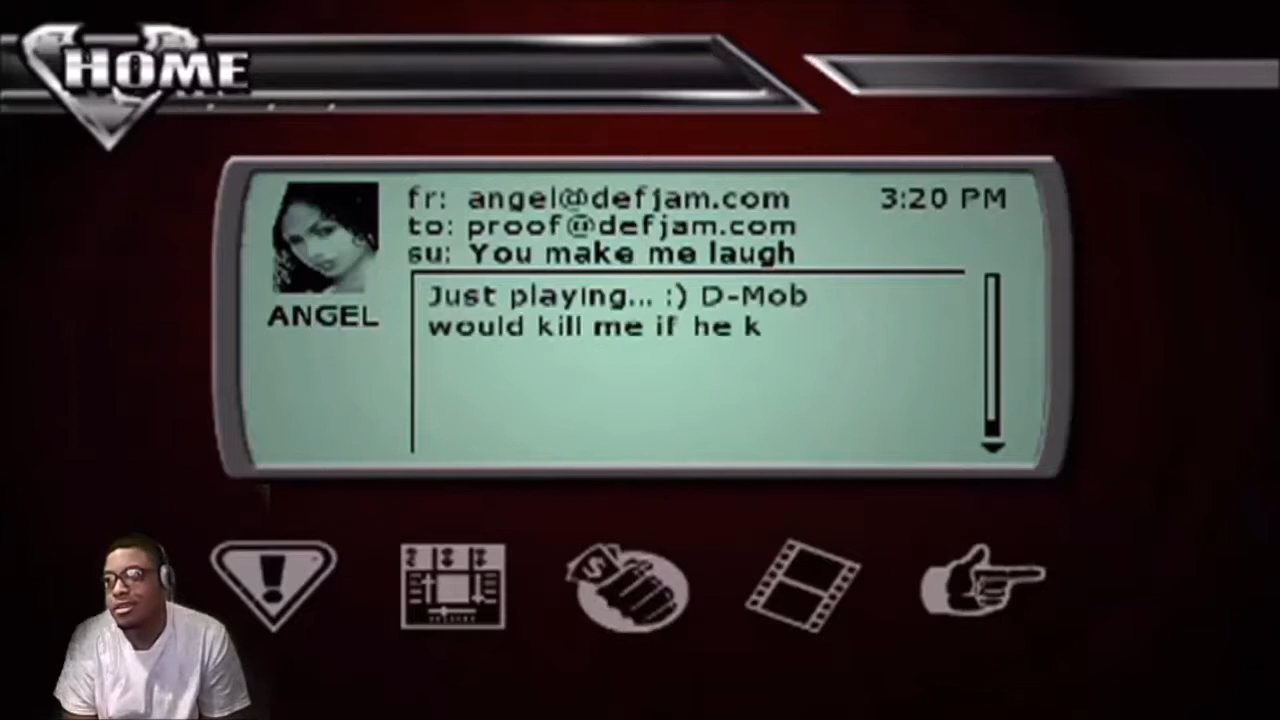 HOME
fr: angel@defjam.com
3:20 PM
to: proof@defjam.com
su: You make me laugh
Just playing... :) D-Mob
would kill me if he k
ANGEL